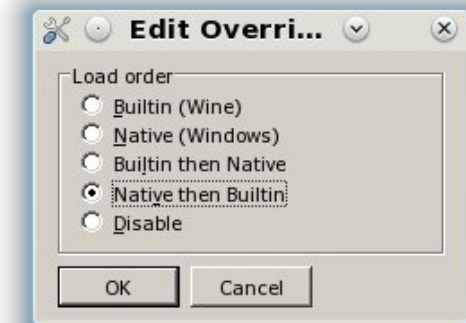 Edit Overri...
Load order
Builtin (Wine)
Native (Windows)
Builtin then Native
Native then Builtin
Disable
OK
Cancel